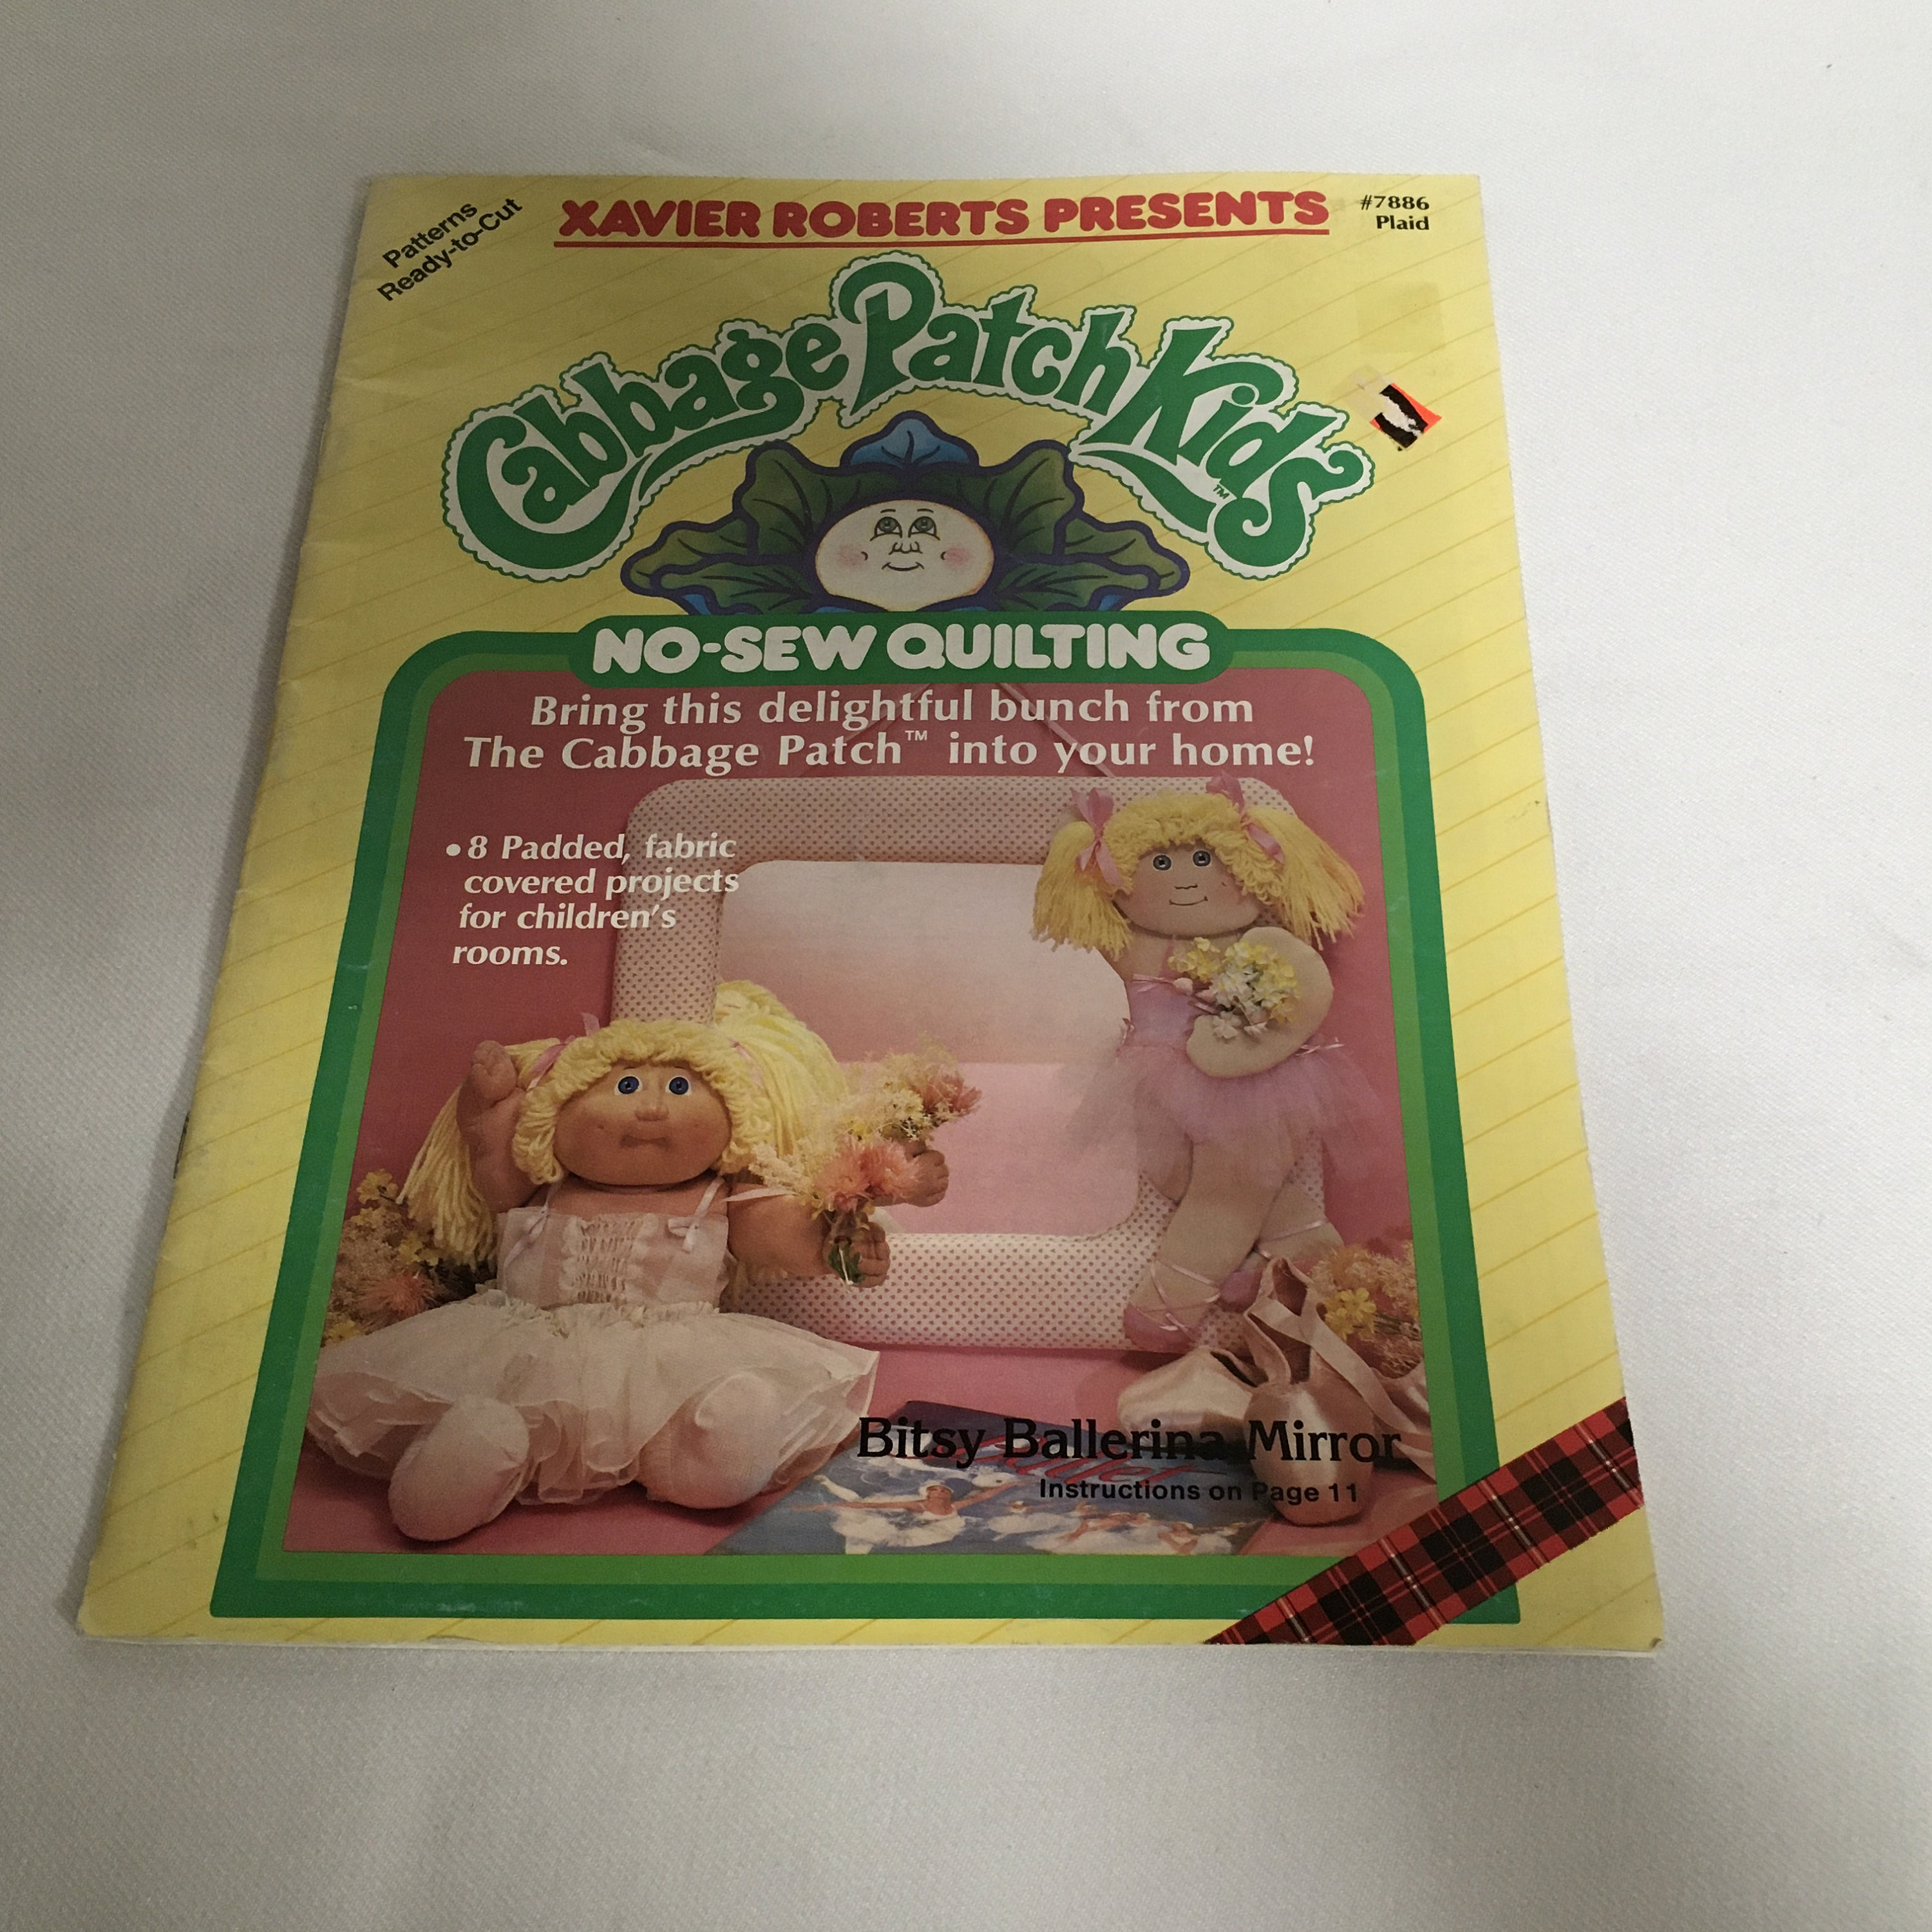 Patterns
Ready-to-Cut
XAVIER ROBERTS PRESENTS
#7886
Plaid
Cabbage Patch Kids™
NO-SEW QUILTING
Bring this delightful bunch from
The Cabbage Patch™ into your home!
• 8 Padded, fabric
covered projects
for children's
rooms.
Bitsy Ballerina Mirror
Instructions on Page 11